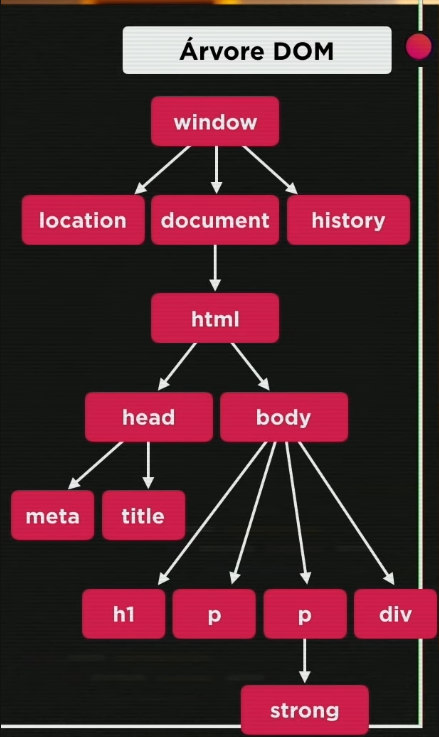 Árvore DOM
window
location document history
html
head body
meta title
h1 p p div
strong